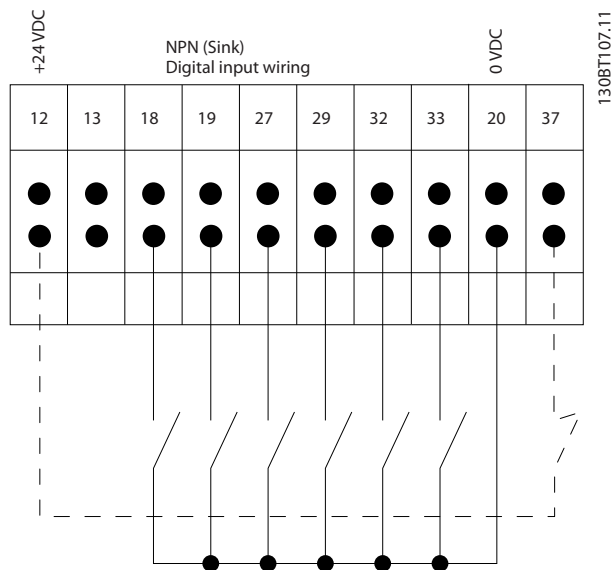 +24 VDC
NPN (Sink)
Digital input wiring
0 VDC
130BT107.11
12 13 18 19 27 29 32 33 20 37